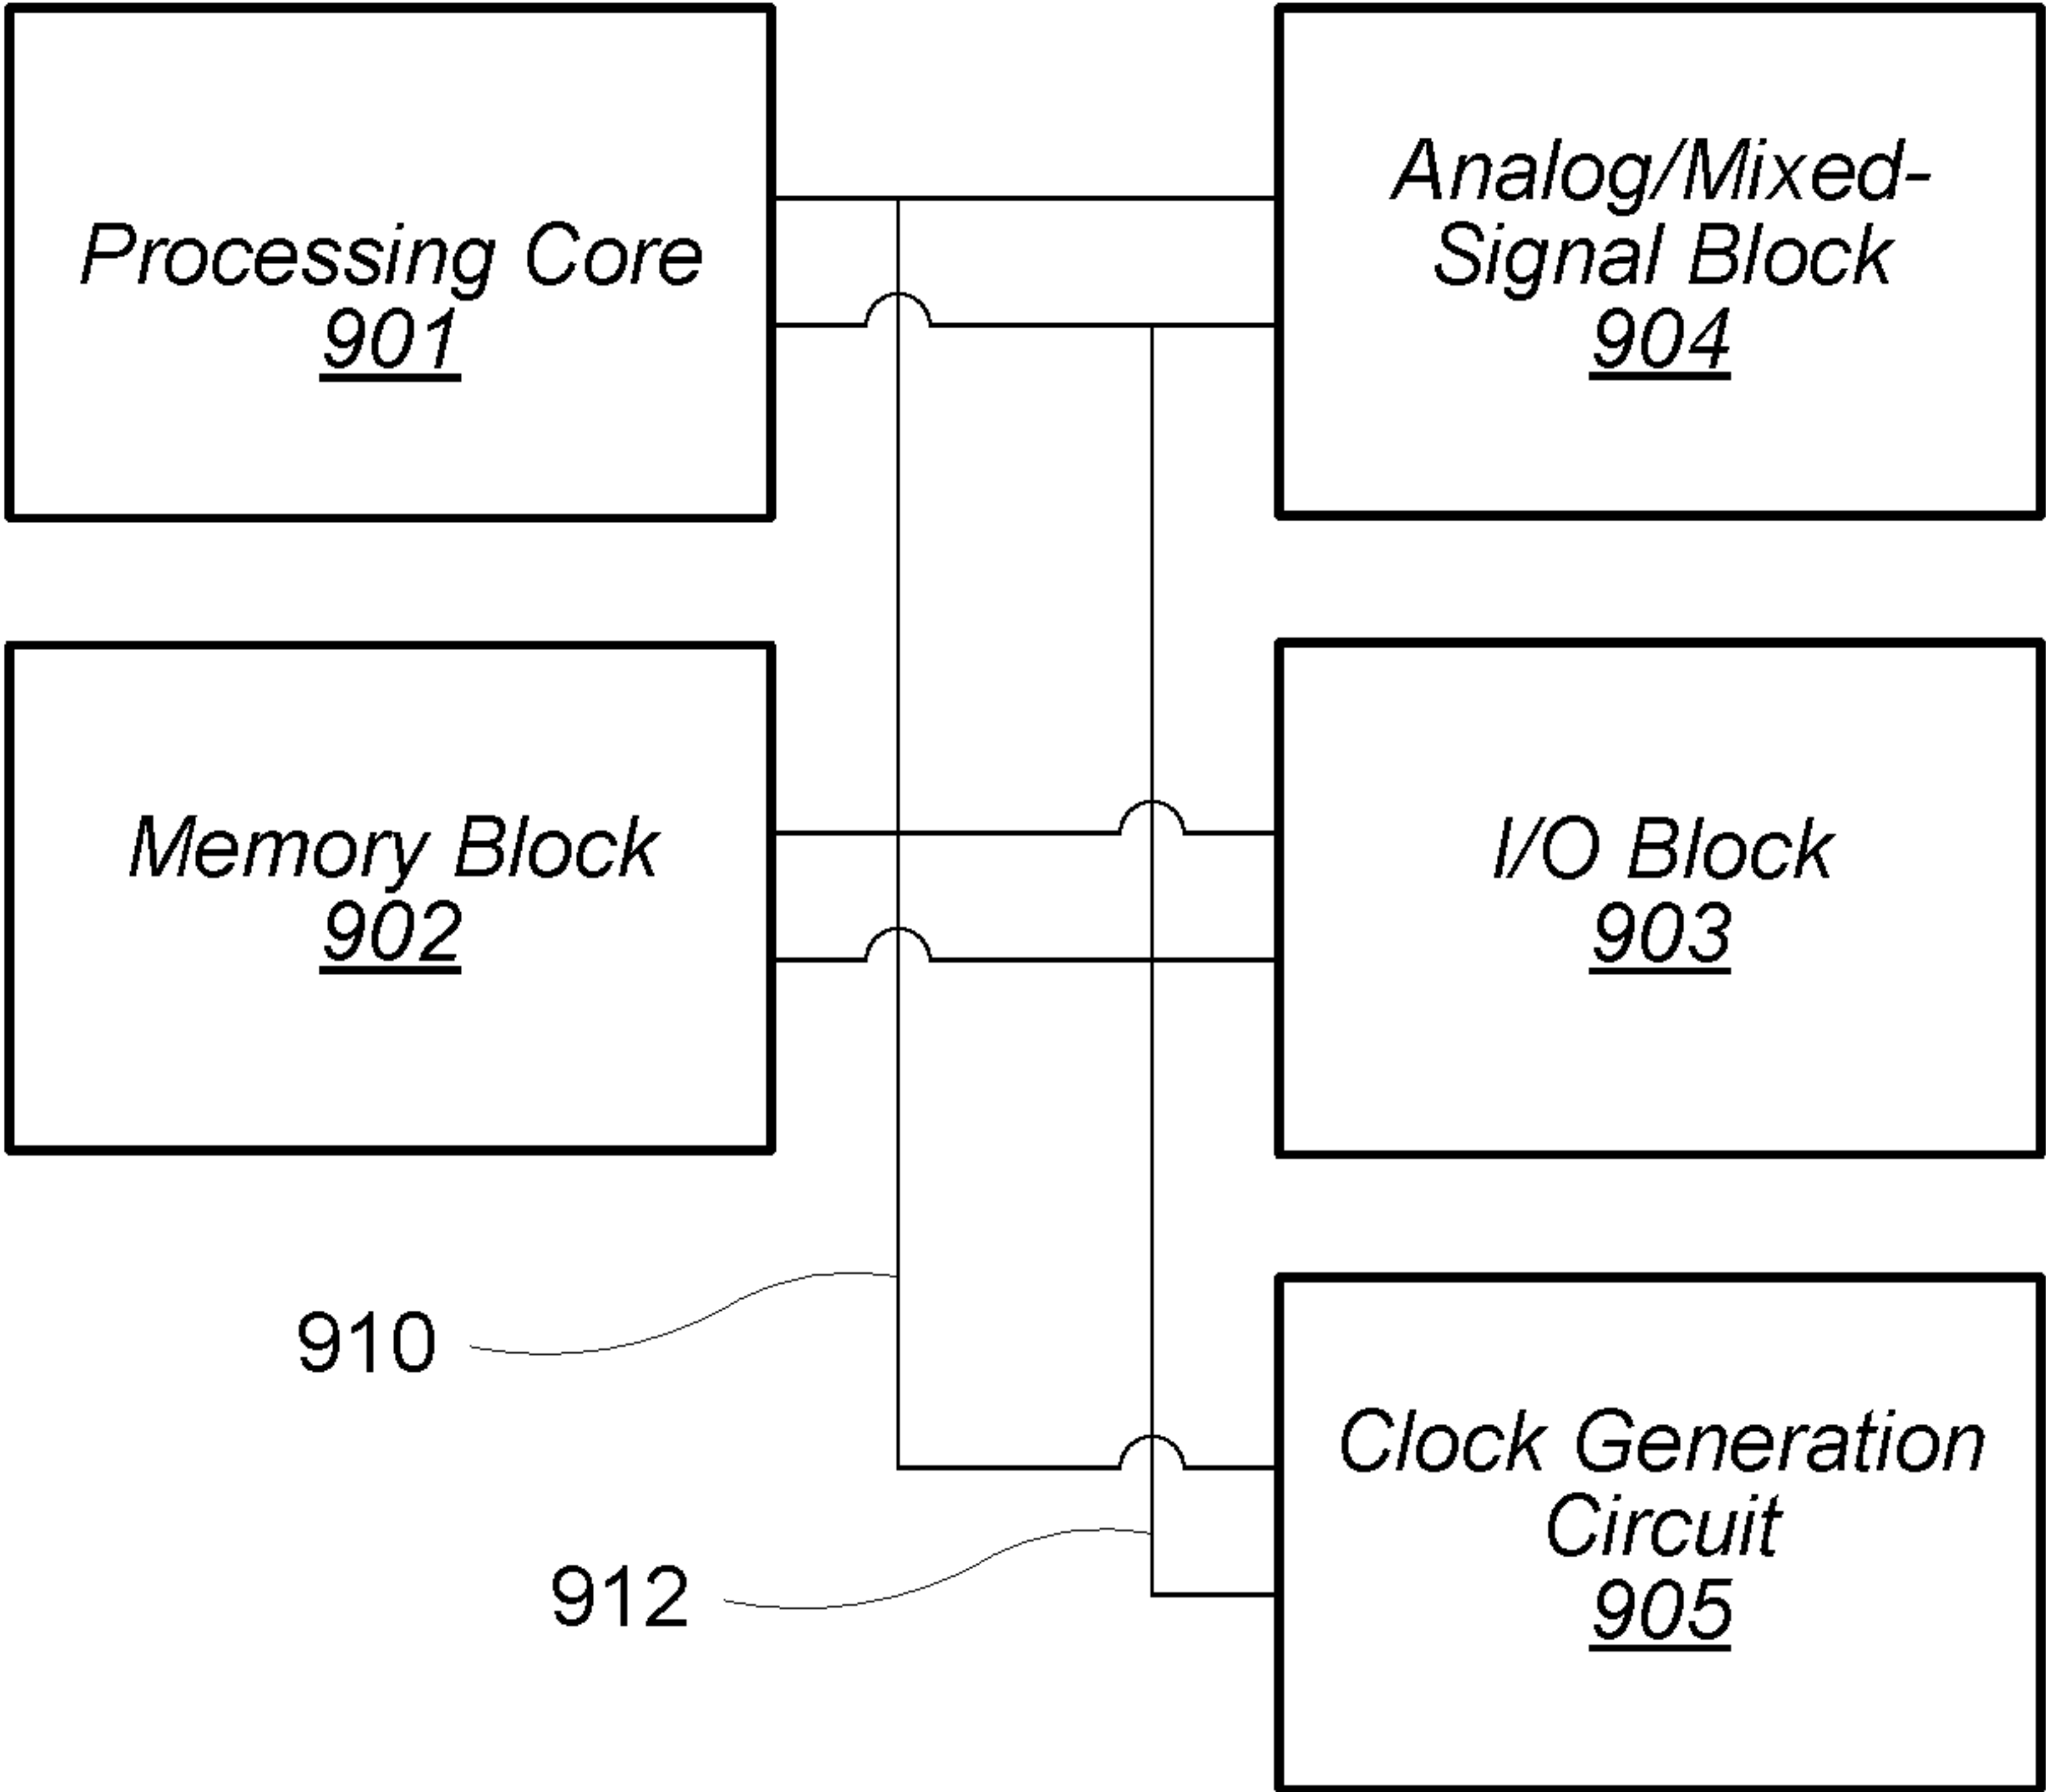 Processing Core
901
Analog/Mixed-
Signal Block
904
Memory Block
902
I/O Block
903
910
912
Clock Generation
Circuit
905